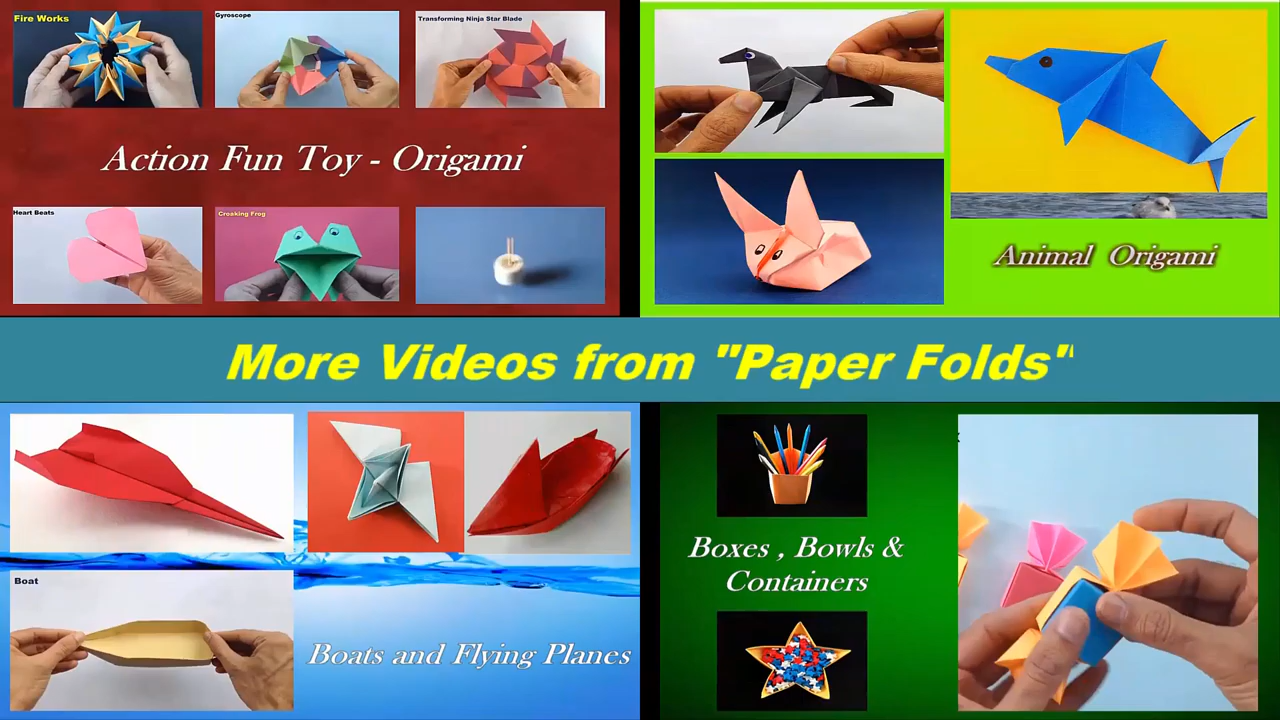 Fire Works
Gyroscope
Transforming Ninja Star Blade
Action Fun Toy - Origami
Heart Beats
Croaking Frog
Animal Origami
More Videos from "Paper Folds"
Boat
Boats and Flying Planes
Boxes , Bowls &
Containers